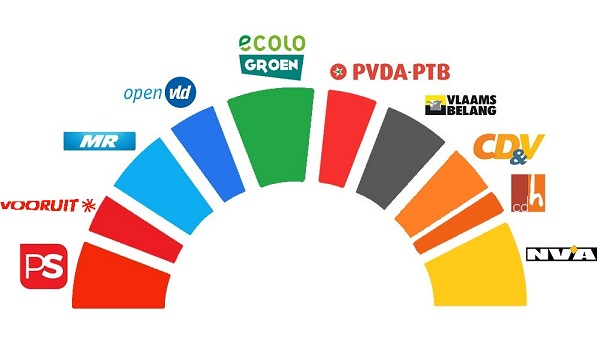 ecolo
GROEN
PVDA-PTB
open vld
VLAAMS
BELANG
MR
CD&V
VOORUIT
cdh
PS
N-VA